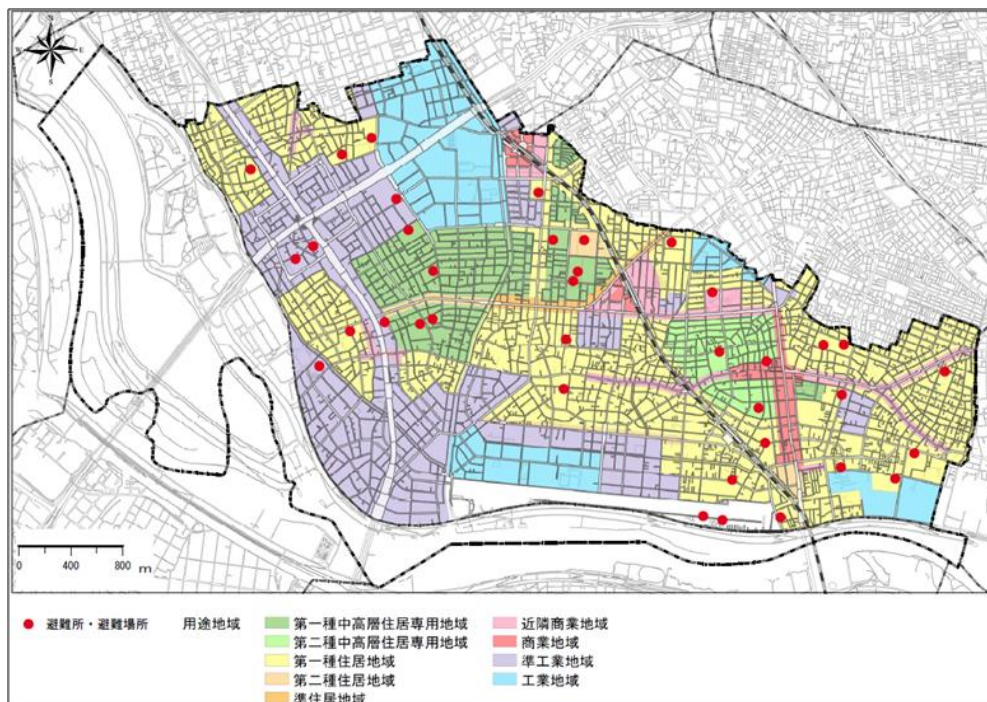 N
W E
S
0 400 800 m
避難所・避難場所
用途地域
第一種中高層住居専用地域
第二種中高層住居専用地域
第一種住居地域
第二種住居地域
準住居地域
近隣商業地域
商業地域
準工業地域
工業地域